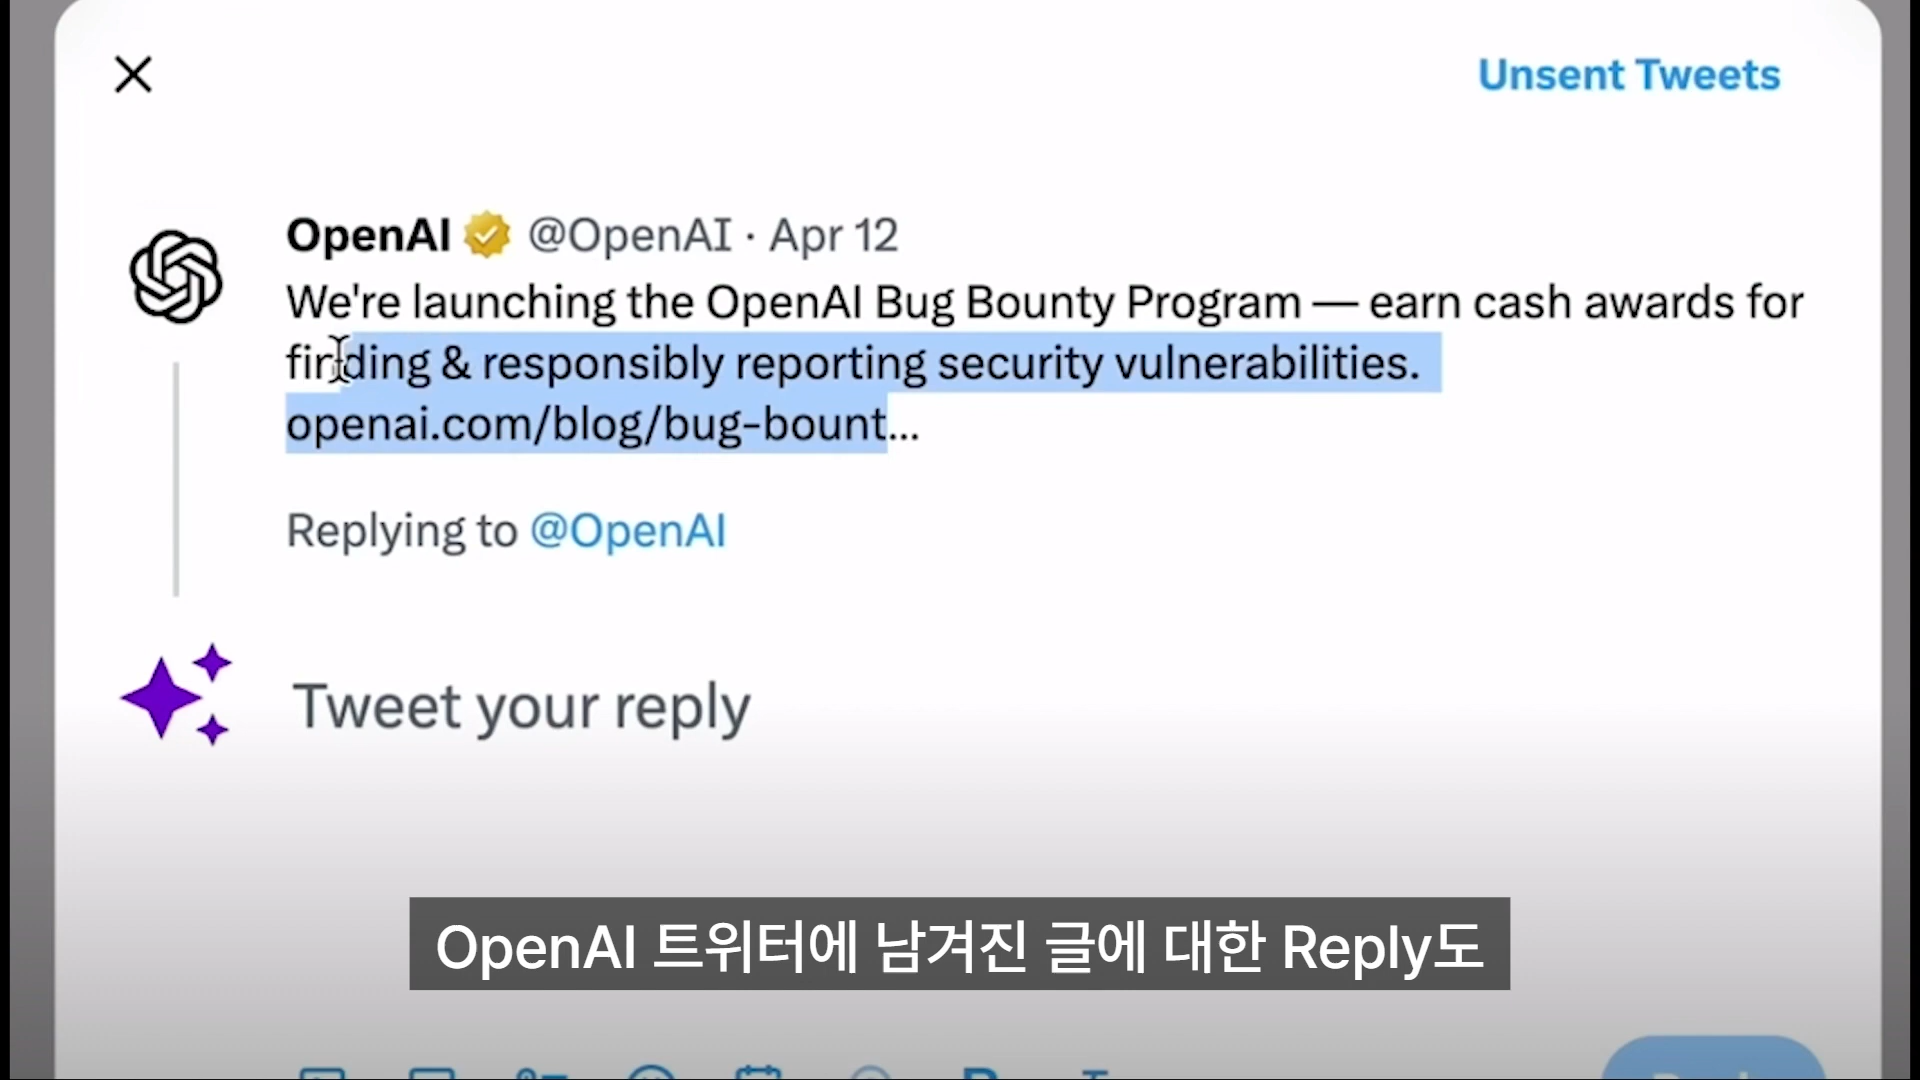 Unsent Tweets
OpenAI @OpenAI · Apr 12
We're launching the OpenAI Bug Bounty Program — earn cash awards for
finding & responsibly reporting security vulnerabilities.
openai.com/blog/bug-bount...
Replying to @OpenAI
Tweet your reply
OpenAI 트위터에 남겨진 글에 대한 Reply도